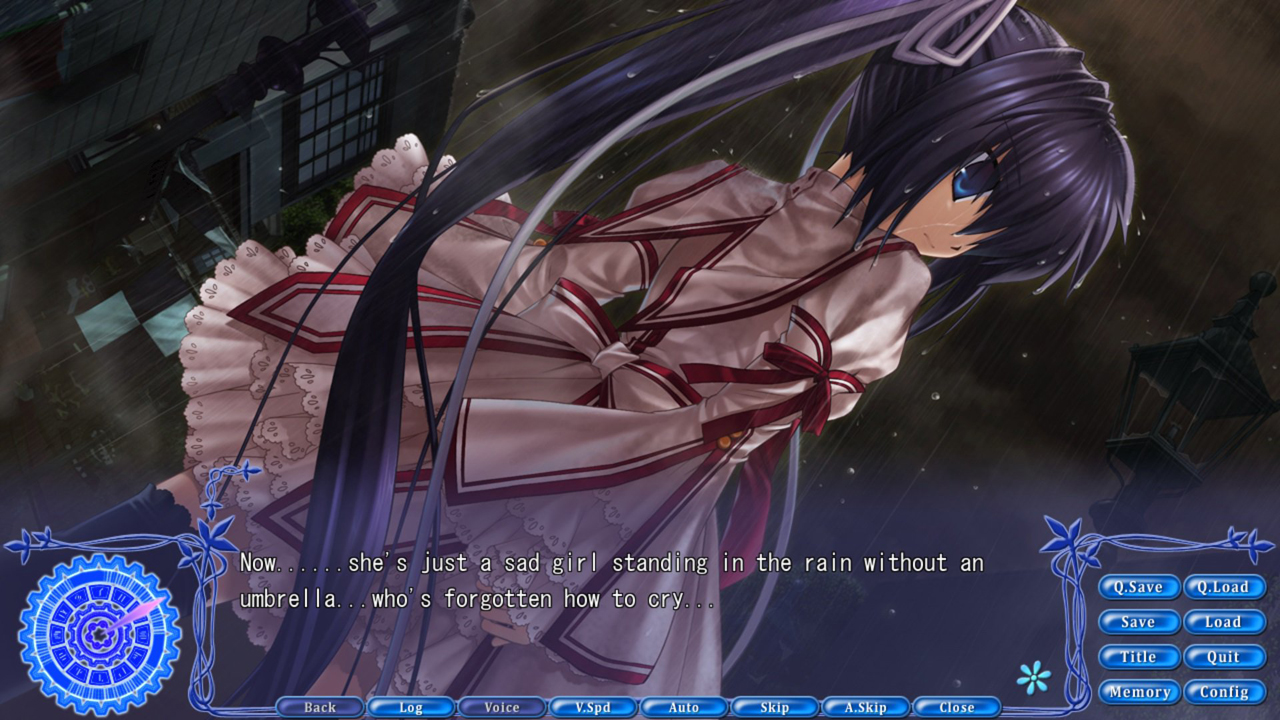 Now......she's just a sad girl standing in the rain without an
umbrella...who's forgotten how to cry...
Q.Save Q.Load
Save Load
Title Quit
Memory Config
Back Log Voice V.Spd Auto Skip A.Skip Close